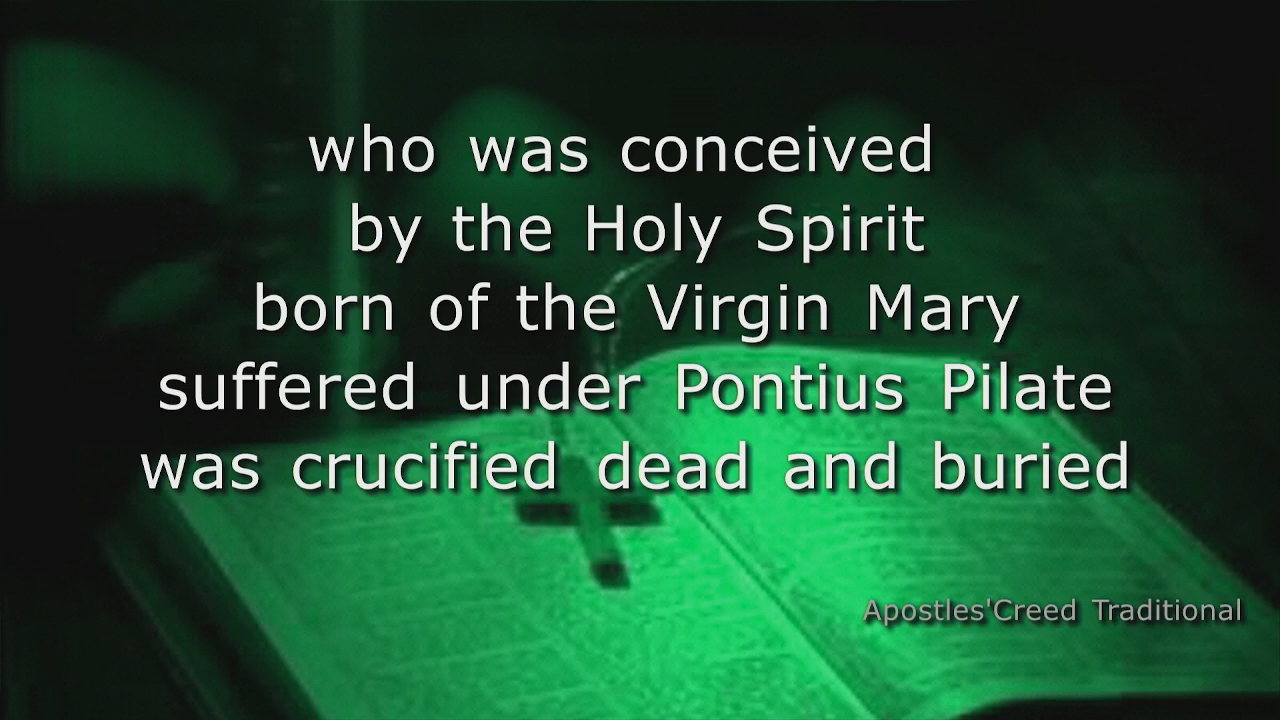 who was conceived
by the Holy Spirit
born of the Virgin Mary
suffered under Pontius Pilate
was crucified dead and buried
Apostles'Creed Traditional